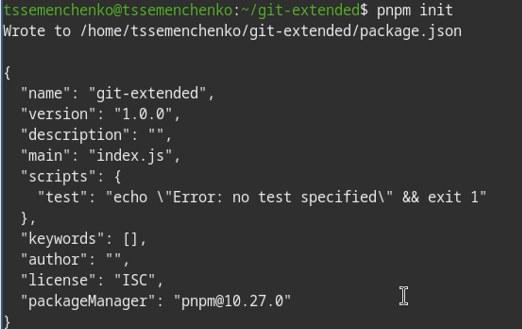 tssemenchenko@tssemenchenko:~/git-extended$ pnpm init
Wrote to /home/tssemenchenko/git-extended/package.json

{
  "name": "git-extended",
  "version": "1.0.0",
  "description": "",
  "main": "index.js",
  "scripts": {
    "test": "echo \"Error: no test specified\" && exit 1"
  },
  "keywords": [],
  "author": "",
  "license": "ISC",
  "packageManager": "pnpm@10.27.0"
}